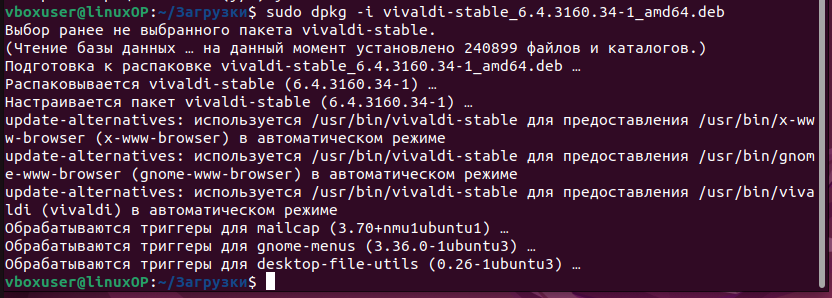 vboxuser@linuxOP:~/Загрузки$ sudo dpkg -i vivaldi-stable_6.4.3160.34-1_amd64.deb
Выбор ранее не выбранного пакета vivaldi-stable.
(Чтение базы данных … на данный момент установлено 240899 файлов и каталогов.)
Подготовка к распаковке vivaldi-stable_6.4.3160.34-1_amd64.deb …
Распаковывается vivaldi-stable (6.4.3160.34-1) …
Настраивается пакет vivaldi-stable (6.4.3160.34-1) …
update-alternatives: используется /usr/bin/vivaldi-stable для предоставления /usr/bin/x-ww
w-browser (x-www-browser) в автоматическом режиме
update-alternatives: используется /usr/bin/vivaldi-stable для предоставления /usr/bin/gnom
e-www-browser (gnome-www-browser) в автоматическом режиме
update-alternatives: используется /usr/bin/vivaldi-stable для предоставления /usr/bin/viva
ldi (vivaldi) в автоматическом режиме
Обрабатываются триггеры для mailcap (3.70+nmu1ubuntu1) …
Обрабатываются триггеры для gnome-menus (3.36.0-1ubuntu3) …
Обрабатываются триггеры для desktop-file-utils (0.26-1ubuntu3) …
vboxuser@linuxOP:~/Загрузки$